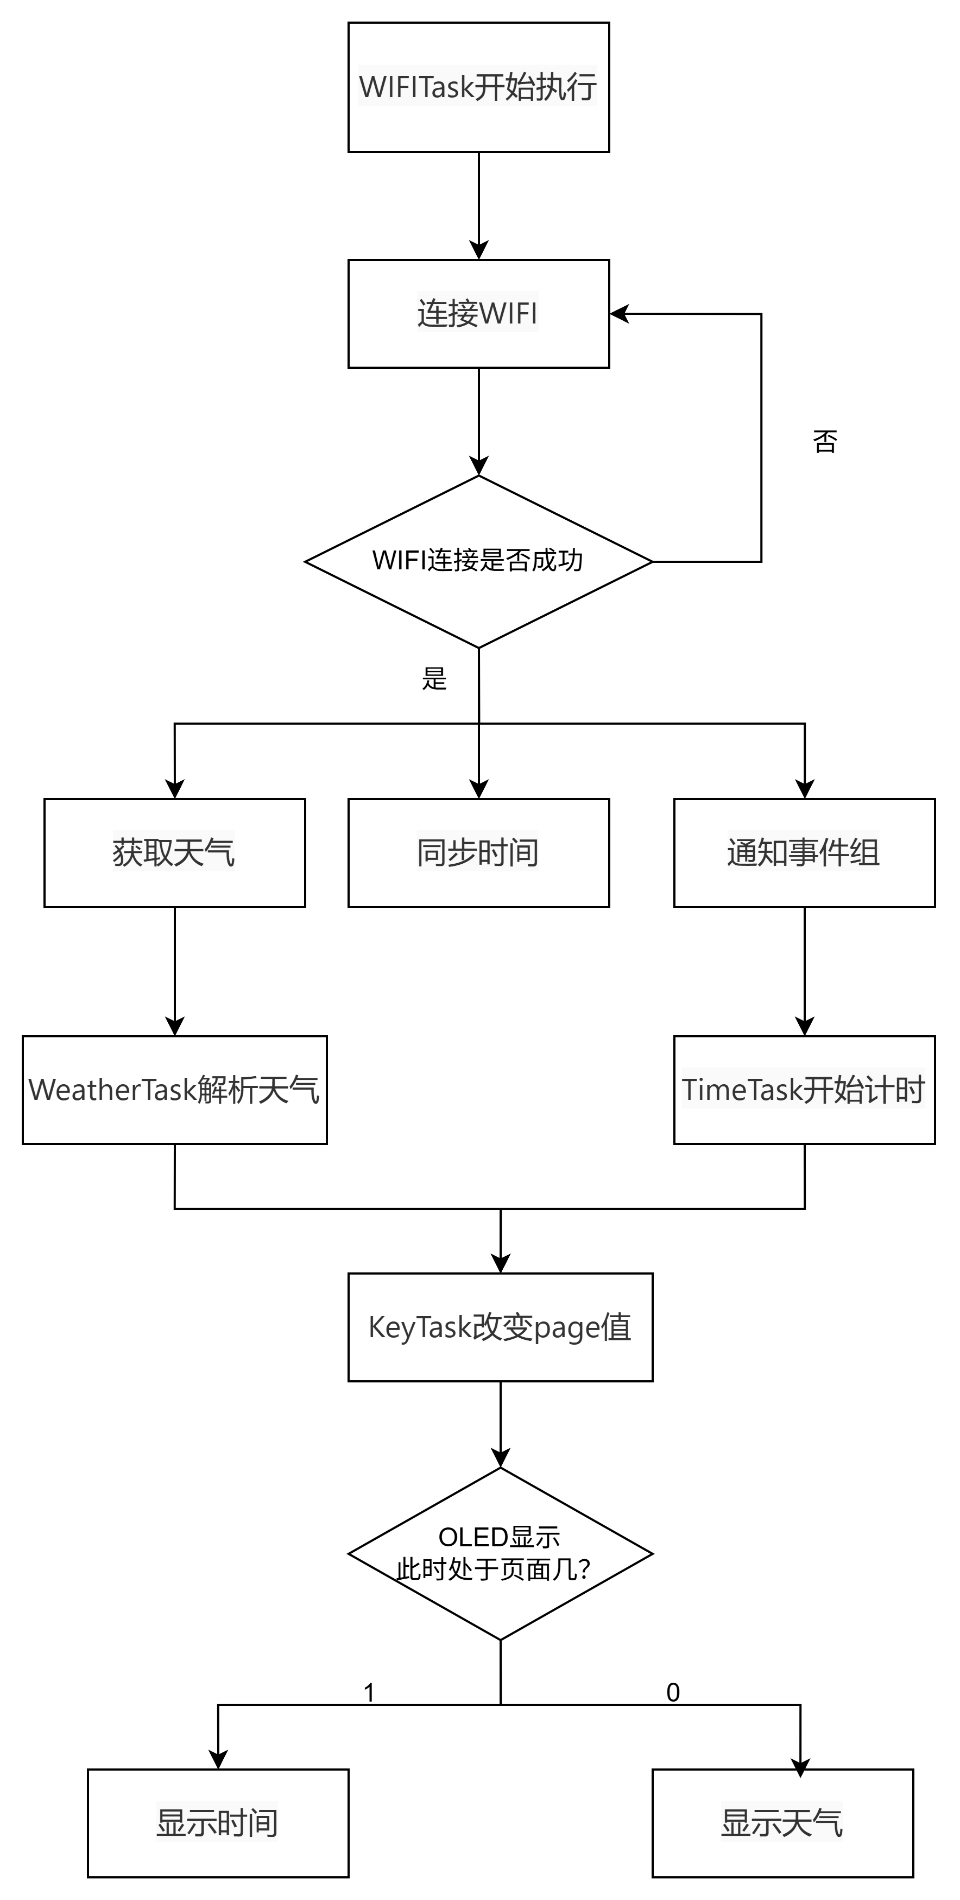 WIFITask开始执行
连接WIFI
否
WIFI连接是否成功
是
获取天气
同步时间
通知事件组
WeatherTask解析天气
TimeTask开始计时
KeyTask改变page值
OLED显示
此时处于页面几？
1
0
显示时间
显示天气